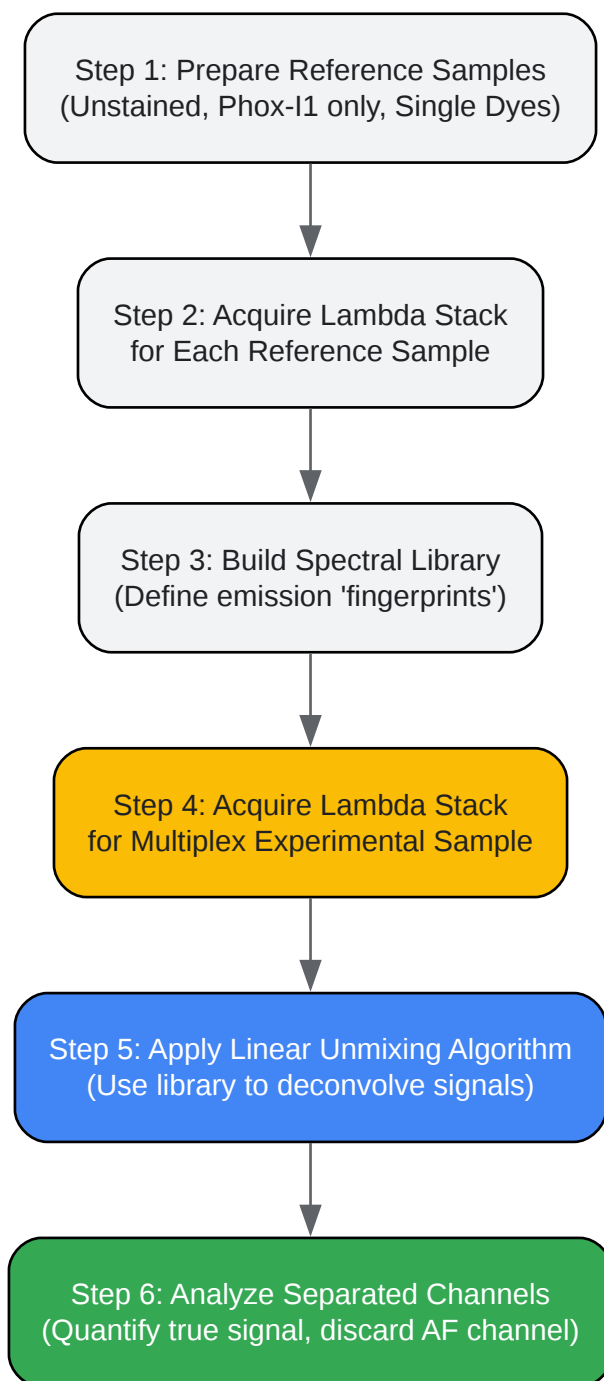 Step 1: Prepare Reference Samples
(Unstained, Phox-I1 only, Single Dyes)
Step 2: Acquire Lambda Stack
for Each Reference Sample
Step 3: Build Spectral Library
(Define emission 'fingerprints')
Step 4: Acquire Lambda Stack
for Multiplex Experimental Sample
Step 5: Apply Linear Unmixing Algorithm
(Use library to deconvolve signals)
Step 6: Analyze Separated Channels
(Quantify true signal, discard AF channel)